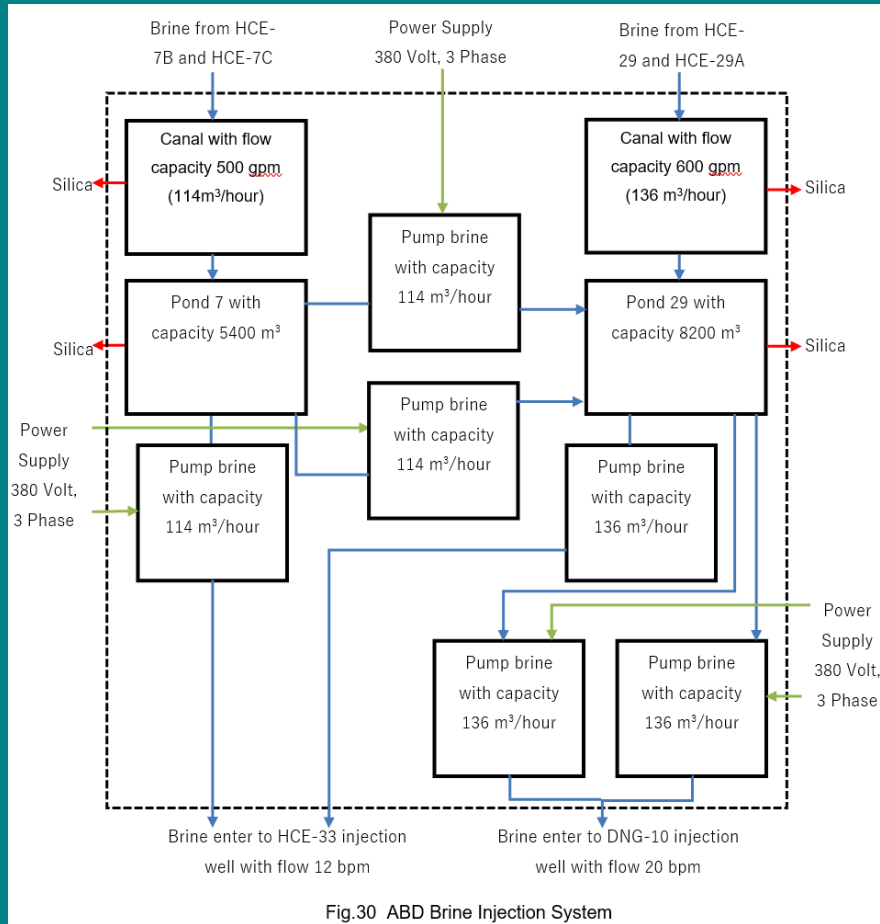 Brine from HCE-
7B and HCE-7C
Power Supply
380 Volt, 3 Phase
Brine from HCE-
29 and HCE-29A
Canal with flow
capacity 500 gpm
(114m³/hour)
Silica
Canal with flow
capacity 600 gpm
(136 m³/hour)
Silica
Pump brine
with capacity
114 m³/hour
Pond 7 with
capacity 5400 m³
Silica
Pond 29 with
capacity 8200 m³
Silica
Pump brine
with capacity
114 m³/hour
Power
Supply
380 Volt,
3 Phase
Pump brine
with capacity
114 m³/hour
Pump brine
with capacity
136 m³/hour
Power
Supply
380 Volt,
3 Phase
Pump brine
with capacity
136 m³/hour
Pump brine
with capacity
136 m³/hour
Brine enter to HCE-33 injection
well with flow 12 bpm
Brine enter to DNG-10 injection
well with flow 20 bpm
Fig.30 ABD Brine Injection System